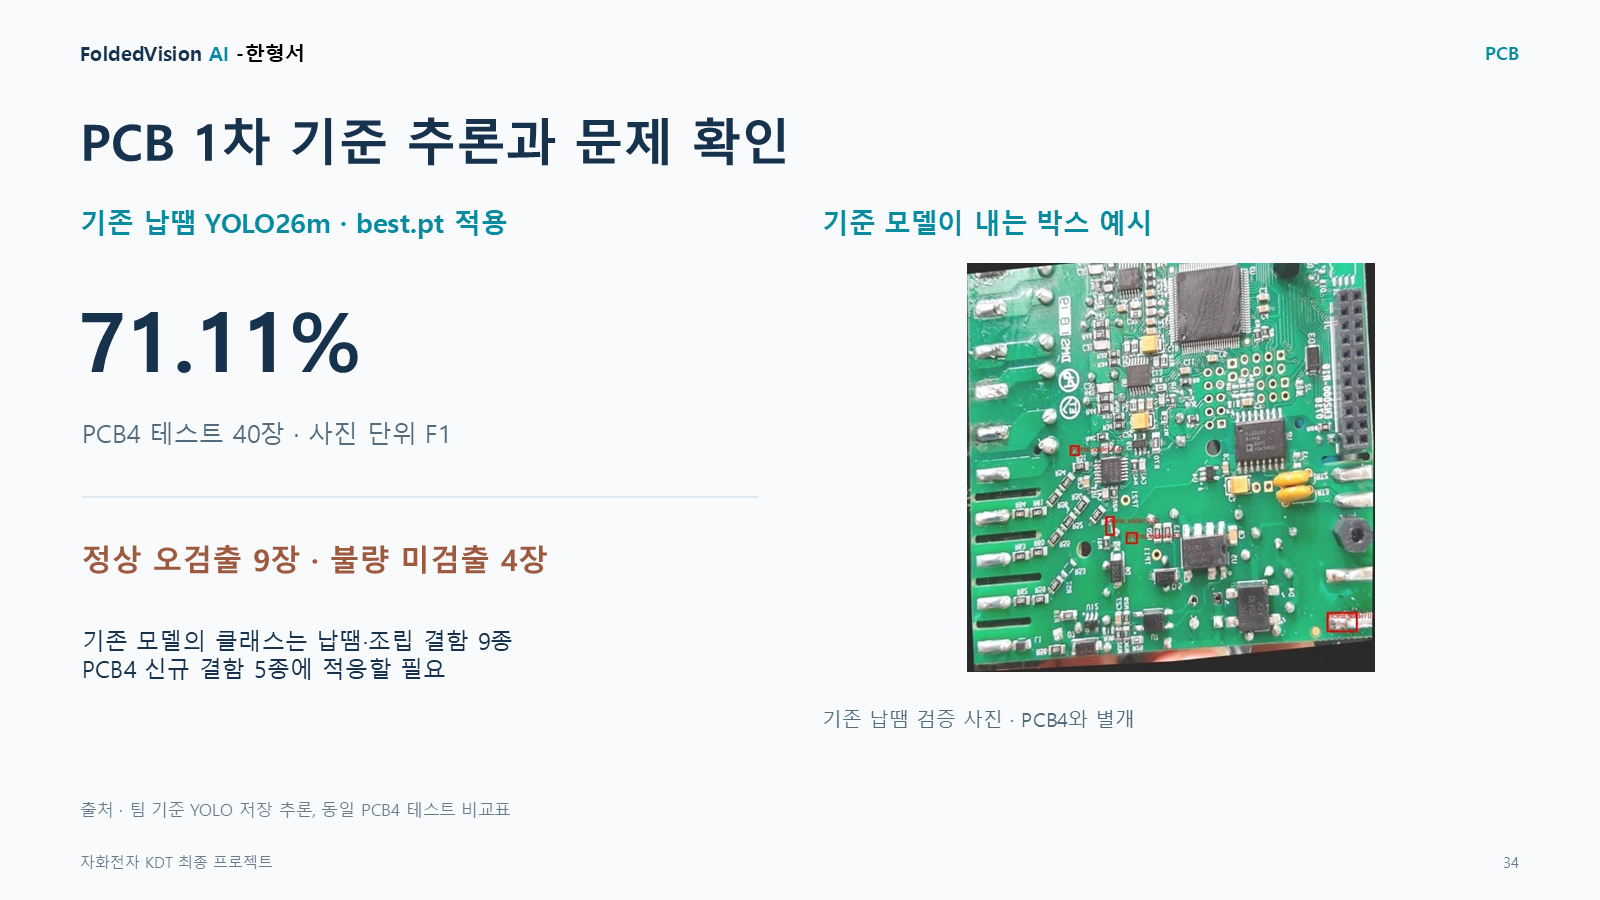 FoldedVision AI -한형서
PCB
PCB 1차 기준 추론과 문제 확인
기존 납땜 YOLO26m · best.pt 적용
71.11%
PCB4 테스트 40장 · 사진 단위 F1
정상 오검출 9장 · 불량 미검출 4장
기존 모델의 클래스는 납땜·조립 결함 9종
PCB4 신규 결함 5종에 적응할 필요
기준 모델이 내는 박스 예시
기존 납땜 검증 사진 · PCB4와 별개
출처 · 팀 기준 YOLO 저장 추론, 동일 PCB4 테스트 비교표
자화전자 KDT 최종 프로젝트
34